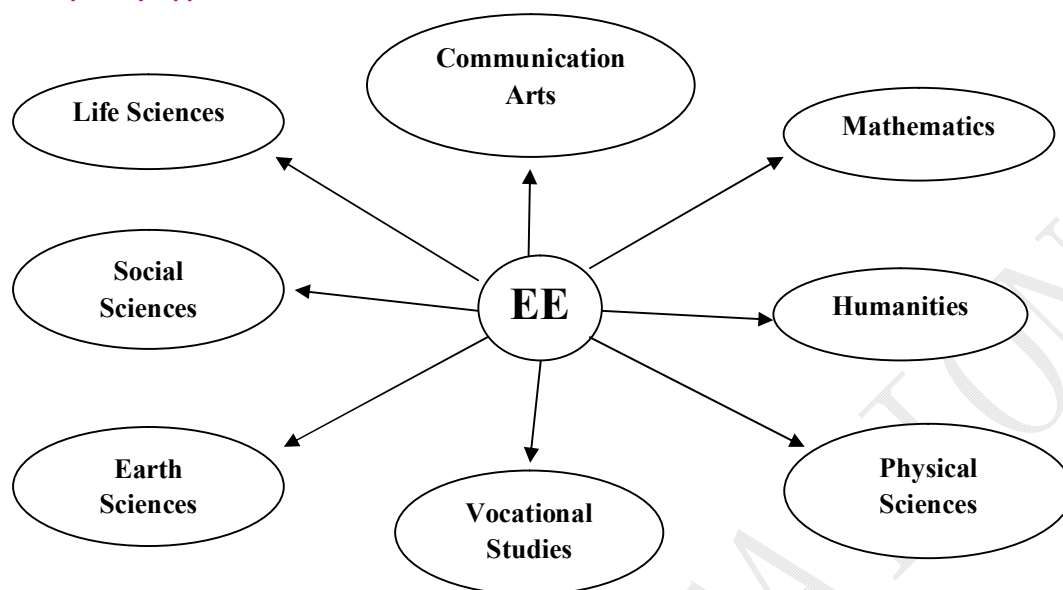 Communication
Arts
Life Sciences
Mathematics
Social
Sciences
EE
Humanities
Earth
Sciences
Physical
Sciences
Vocational
Studies